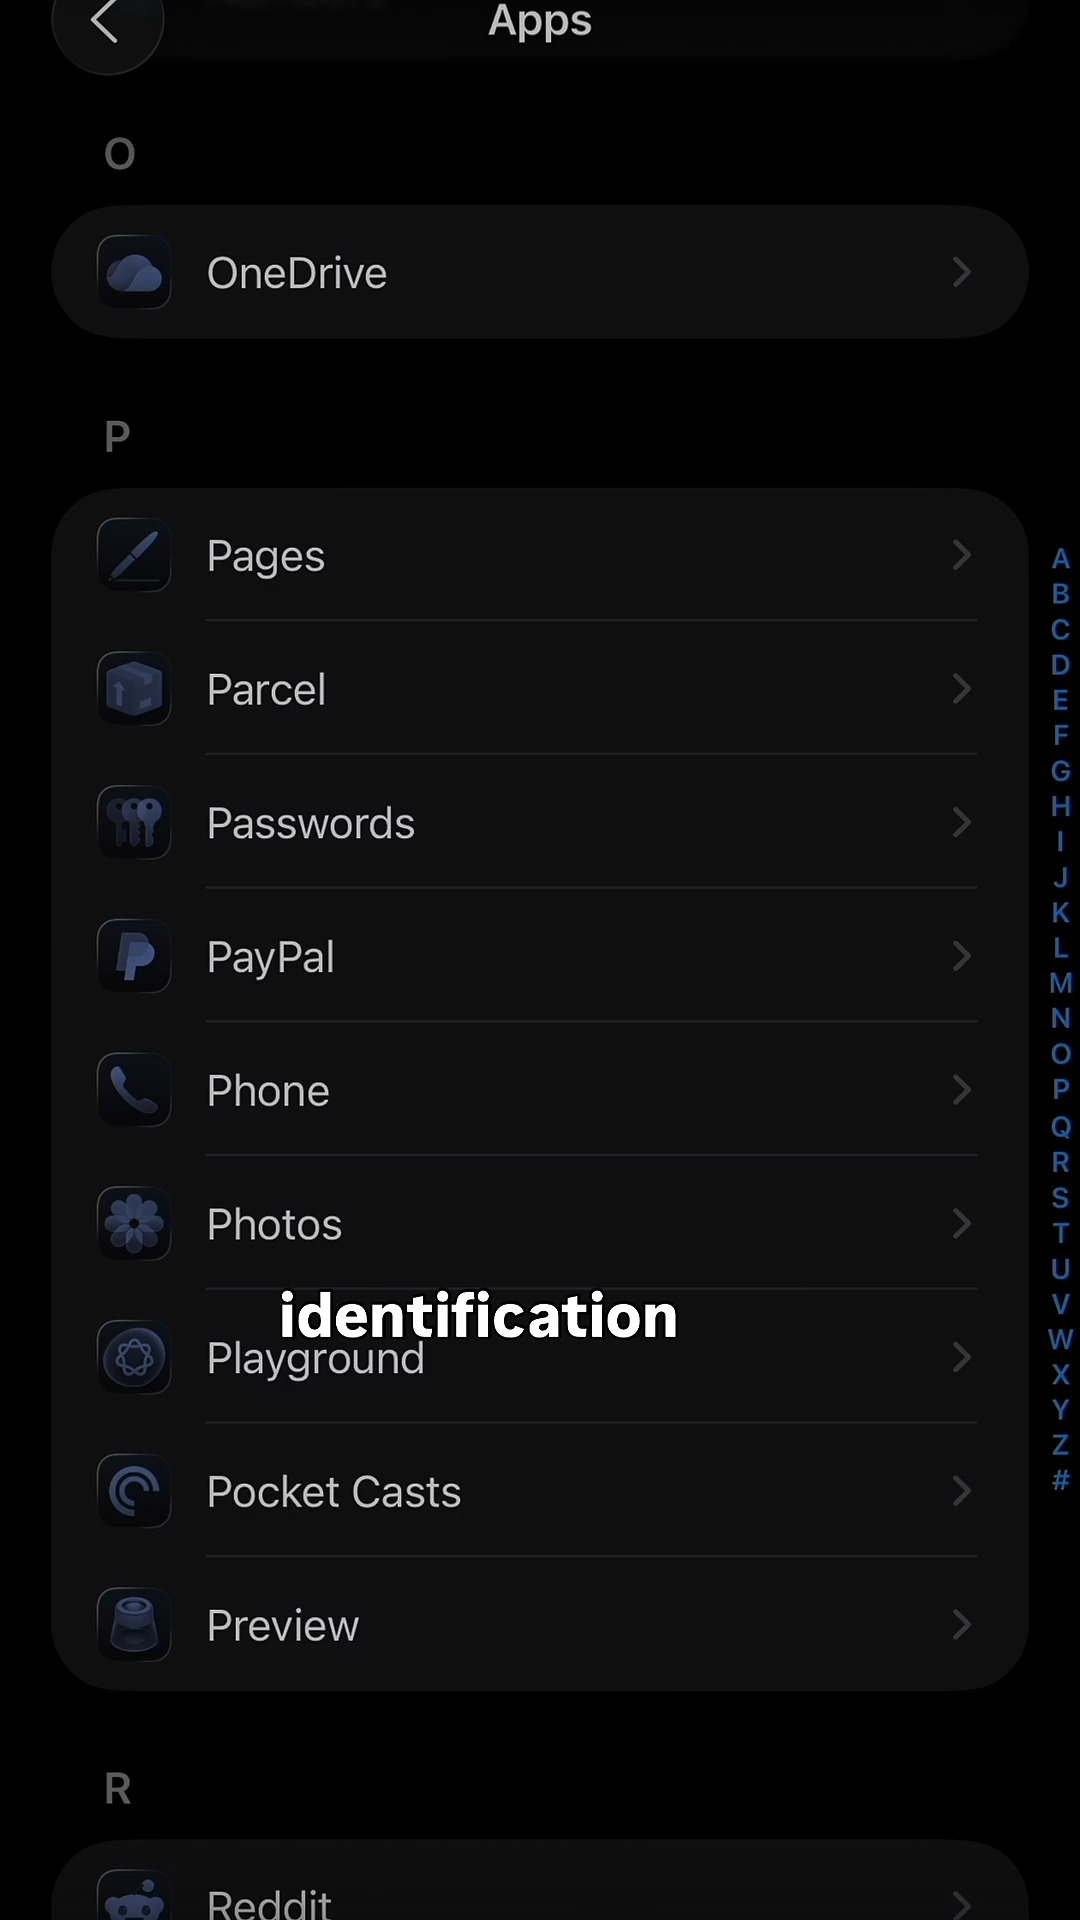 Apps
O
OneDrive
P
Pages
Parcel
Passwords
PayPal
Phone
Photos
identification
Playground
Pocket Casts
Preview
R
Reddit
A
B
C
D
E
F
G
H
I
J
K
L
M
N
O
P
Q
R
S
T
U
V
W
X
Y
Z
#